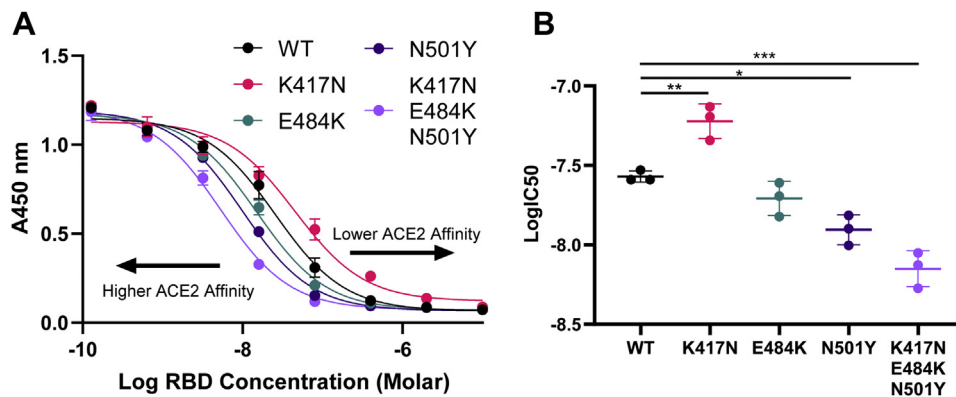 A
WT
K417N
E484K
N501Y
K417N
E484K
N501Y
1.5
1.0
0.5
0.0
A450 nm
Lower ACE2 Affinity
Higher ACE2 Affinity
-10
-8
-6
Log RBD Concentration (Molar)
B
***
*
**
-7.0
-7.5
-8.0
-8.5
LogIC50
WT
K417N
E484K
N501Y
K417N
E484K
N501Y